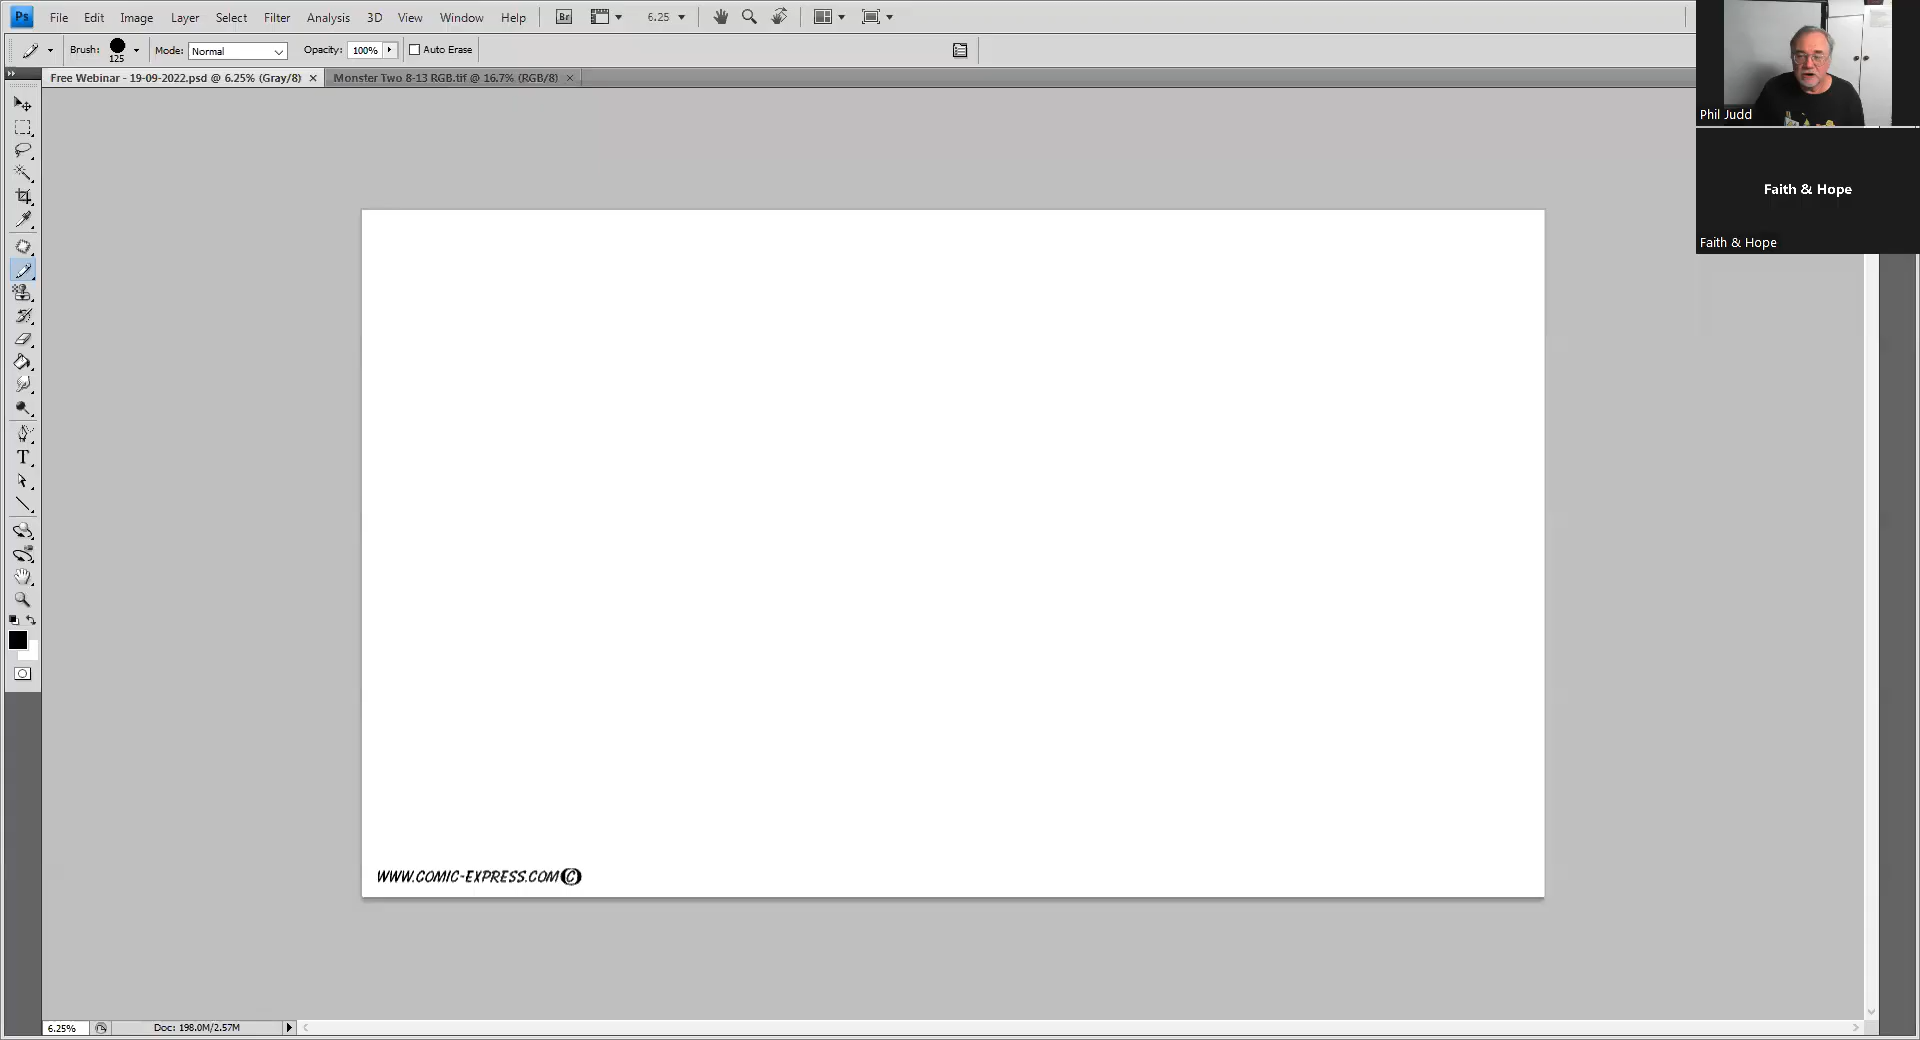 Ps File Edit Image Layer Select Filter Analysis 3D View Window Help Br 6.25
Brush: 125 Mode: Normal Opacity: 100% Auto Erase
Free Webinar - 19-09-2022.psd @ 6.25% (Gray/8) × Monster Two 8-13 RGB.tif @ 16.7% (RGB/8) ×
Phil Judd
Faith & Hope
Faith & Hope
T
WWW.COMIC-EXPRESS.COM ©
6.25% Doc: 198.0M/2.57M